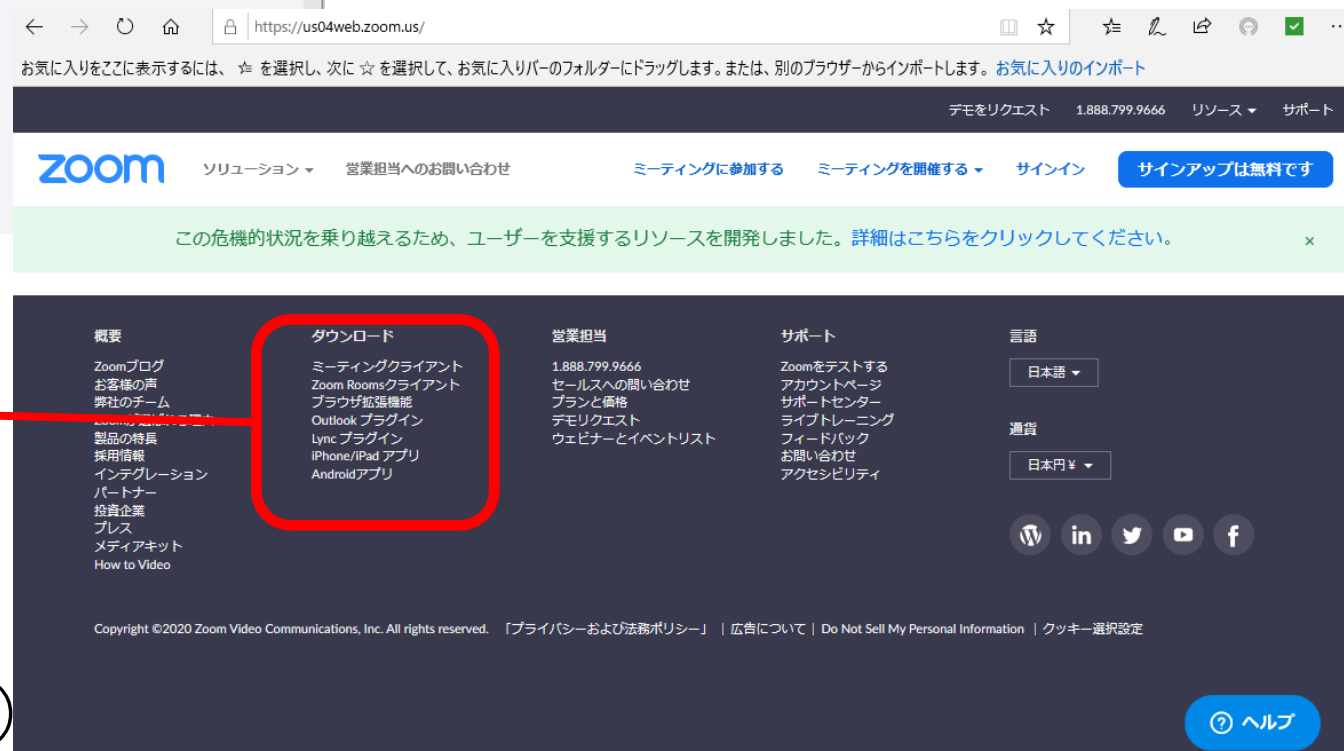 https://us04web.zoom.us/
お気に入りをここに表示するには、 を選択し、次に ☆ を選択して、お気に入りバーのフォルダーにドラッグします。または、別のブラウザーからインポートします。 お気に入りのインポート
デモをリクエスト 1.888.799.9666 リソース サポート
zoom ソリューション 営業担当へのお問い合わせ ミーティングに参加する ミーティングを開催する サインイン サインアップは無料です
この危機的状況を乗り越えるため、ユーザーを支援するリソースを開発しました。詳細はこちらをクリックしてください。 ×
概要
Zoomブログ
お客様の声
弊社のチーム
製品の特長
採用情報
インテグレーション
パートナー
投資企業
プレス
メディアキット
How to Video
ダウンロード
ミーティングクライアント
Zoom Roomsクライアント
ブラウザ拡張機能
Outlook プラグイン
Lync プラグイン
iPhone/iPad アプリ
Androidアプリ
営業担当
1.888.799.9666
セールスへの問い合わせ
プランと価格
デモリクエスト
ウェビナーとイベントリスト
サポート
Zoomをテストする
アカウントページ
サポートセンター
ライブトレーニング
フィードバック
お問い合わせ
アクセシビリティ
言語
日本語
通貨
日本円 ¥
in f
Copyright ©2020 Zoom Video Communications, Inc. All rights reserved. 「プライバシーおよび法務ポリシー」 | 広告について | Do Not Sell My Personal Information | クッキー選択設定
? ヘルプ